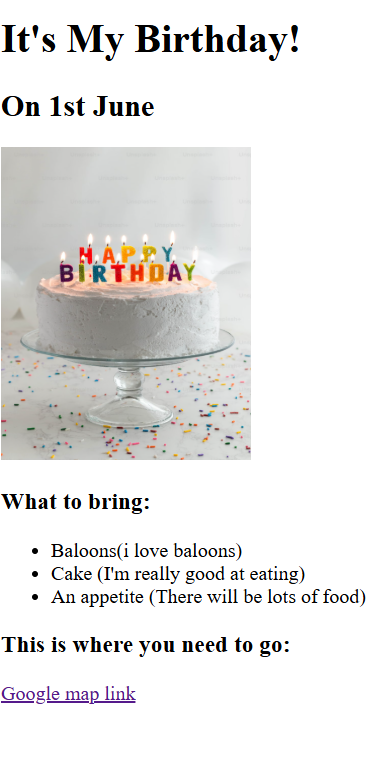 It's My Birthday!
On 1st June
HAPPY
BIRTHDAY
What to bring:
Baloons(i love baloons)
Cake (I'm really good at eating)
An appetite (There will be lots of food)
This is where you need to go:
Google map link